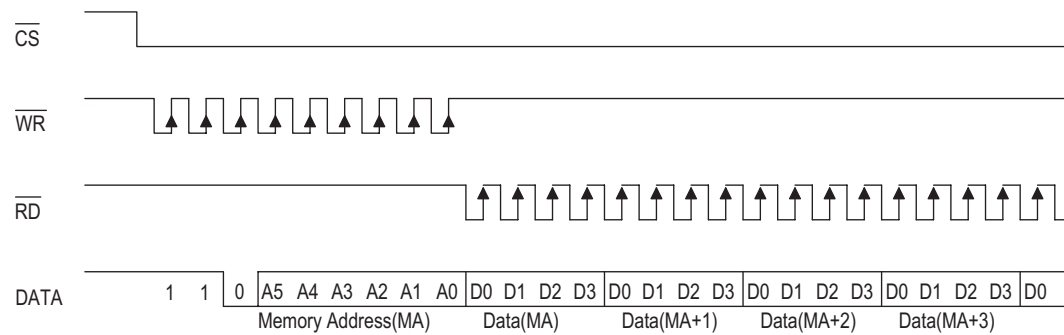 CS
WR
RD
DATA 1 1 0 A5 A4 A3 A2 A1 A0 D0 D1 D2 D3 D0 D1 D2 D3 D0 D1 D2 D3 D0 D1 D2 D3 D0
Memory Address(MA) Data(MA) Data(MA+1) Data(MA+2) Data(MA+3)